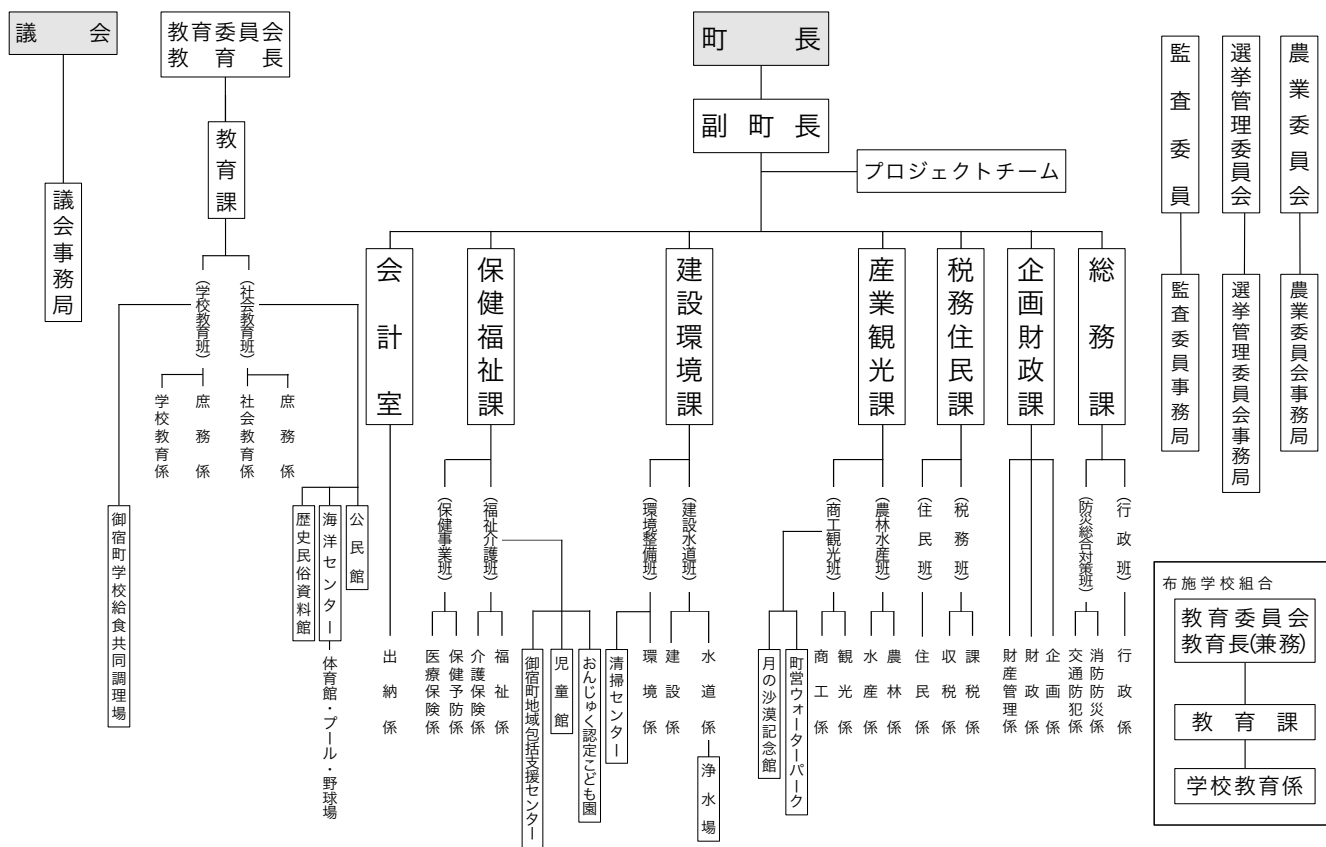 議会
議会事務局
教育委員会
教育長
教育課
(学校教育班)
(社会教育班)
学校教育係
庶務係
社会教育係
庶務係
御宿町学校給食共同調理場
歴史民俗資料館
海洋センター
体育館・プール・野球場
公民館
町長
副町長
プロジェクトチーム
会計室
出納係
保健福祉課
(保健事業班)
(福祉介護班)
医療保険係
保健予防係
介護保険係
福祉係
御宿町地域包括支援センター
児童館
おんじゅく認定こども園
建設環境課
(環境整備班)
(建設水道班)
清掃センター
環境係
建設係
水道係
浄水場
産業観光課
(商工観光班)
(農林水産班)
月の沙漠記念館
町営ウォーターパーク
商工係
観光係
水産係
農林係
税務住民課
(住民班)
(税務班)
住民係
収税係
課税係
企画財政課
財産管理係
財政係
企画係
総務課
(防災総合対策班)
(行政班)
交通防犯係
消防防災係
行政係
監査委員
監査委員事務局
選挙管理委員会
選挙管理委員会事務局
農業委員会
農業委員会事務局
布施学校組合
教育委員会
教育長(兼務)
教育課
学校教育係